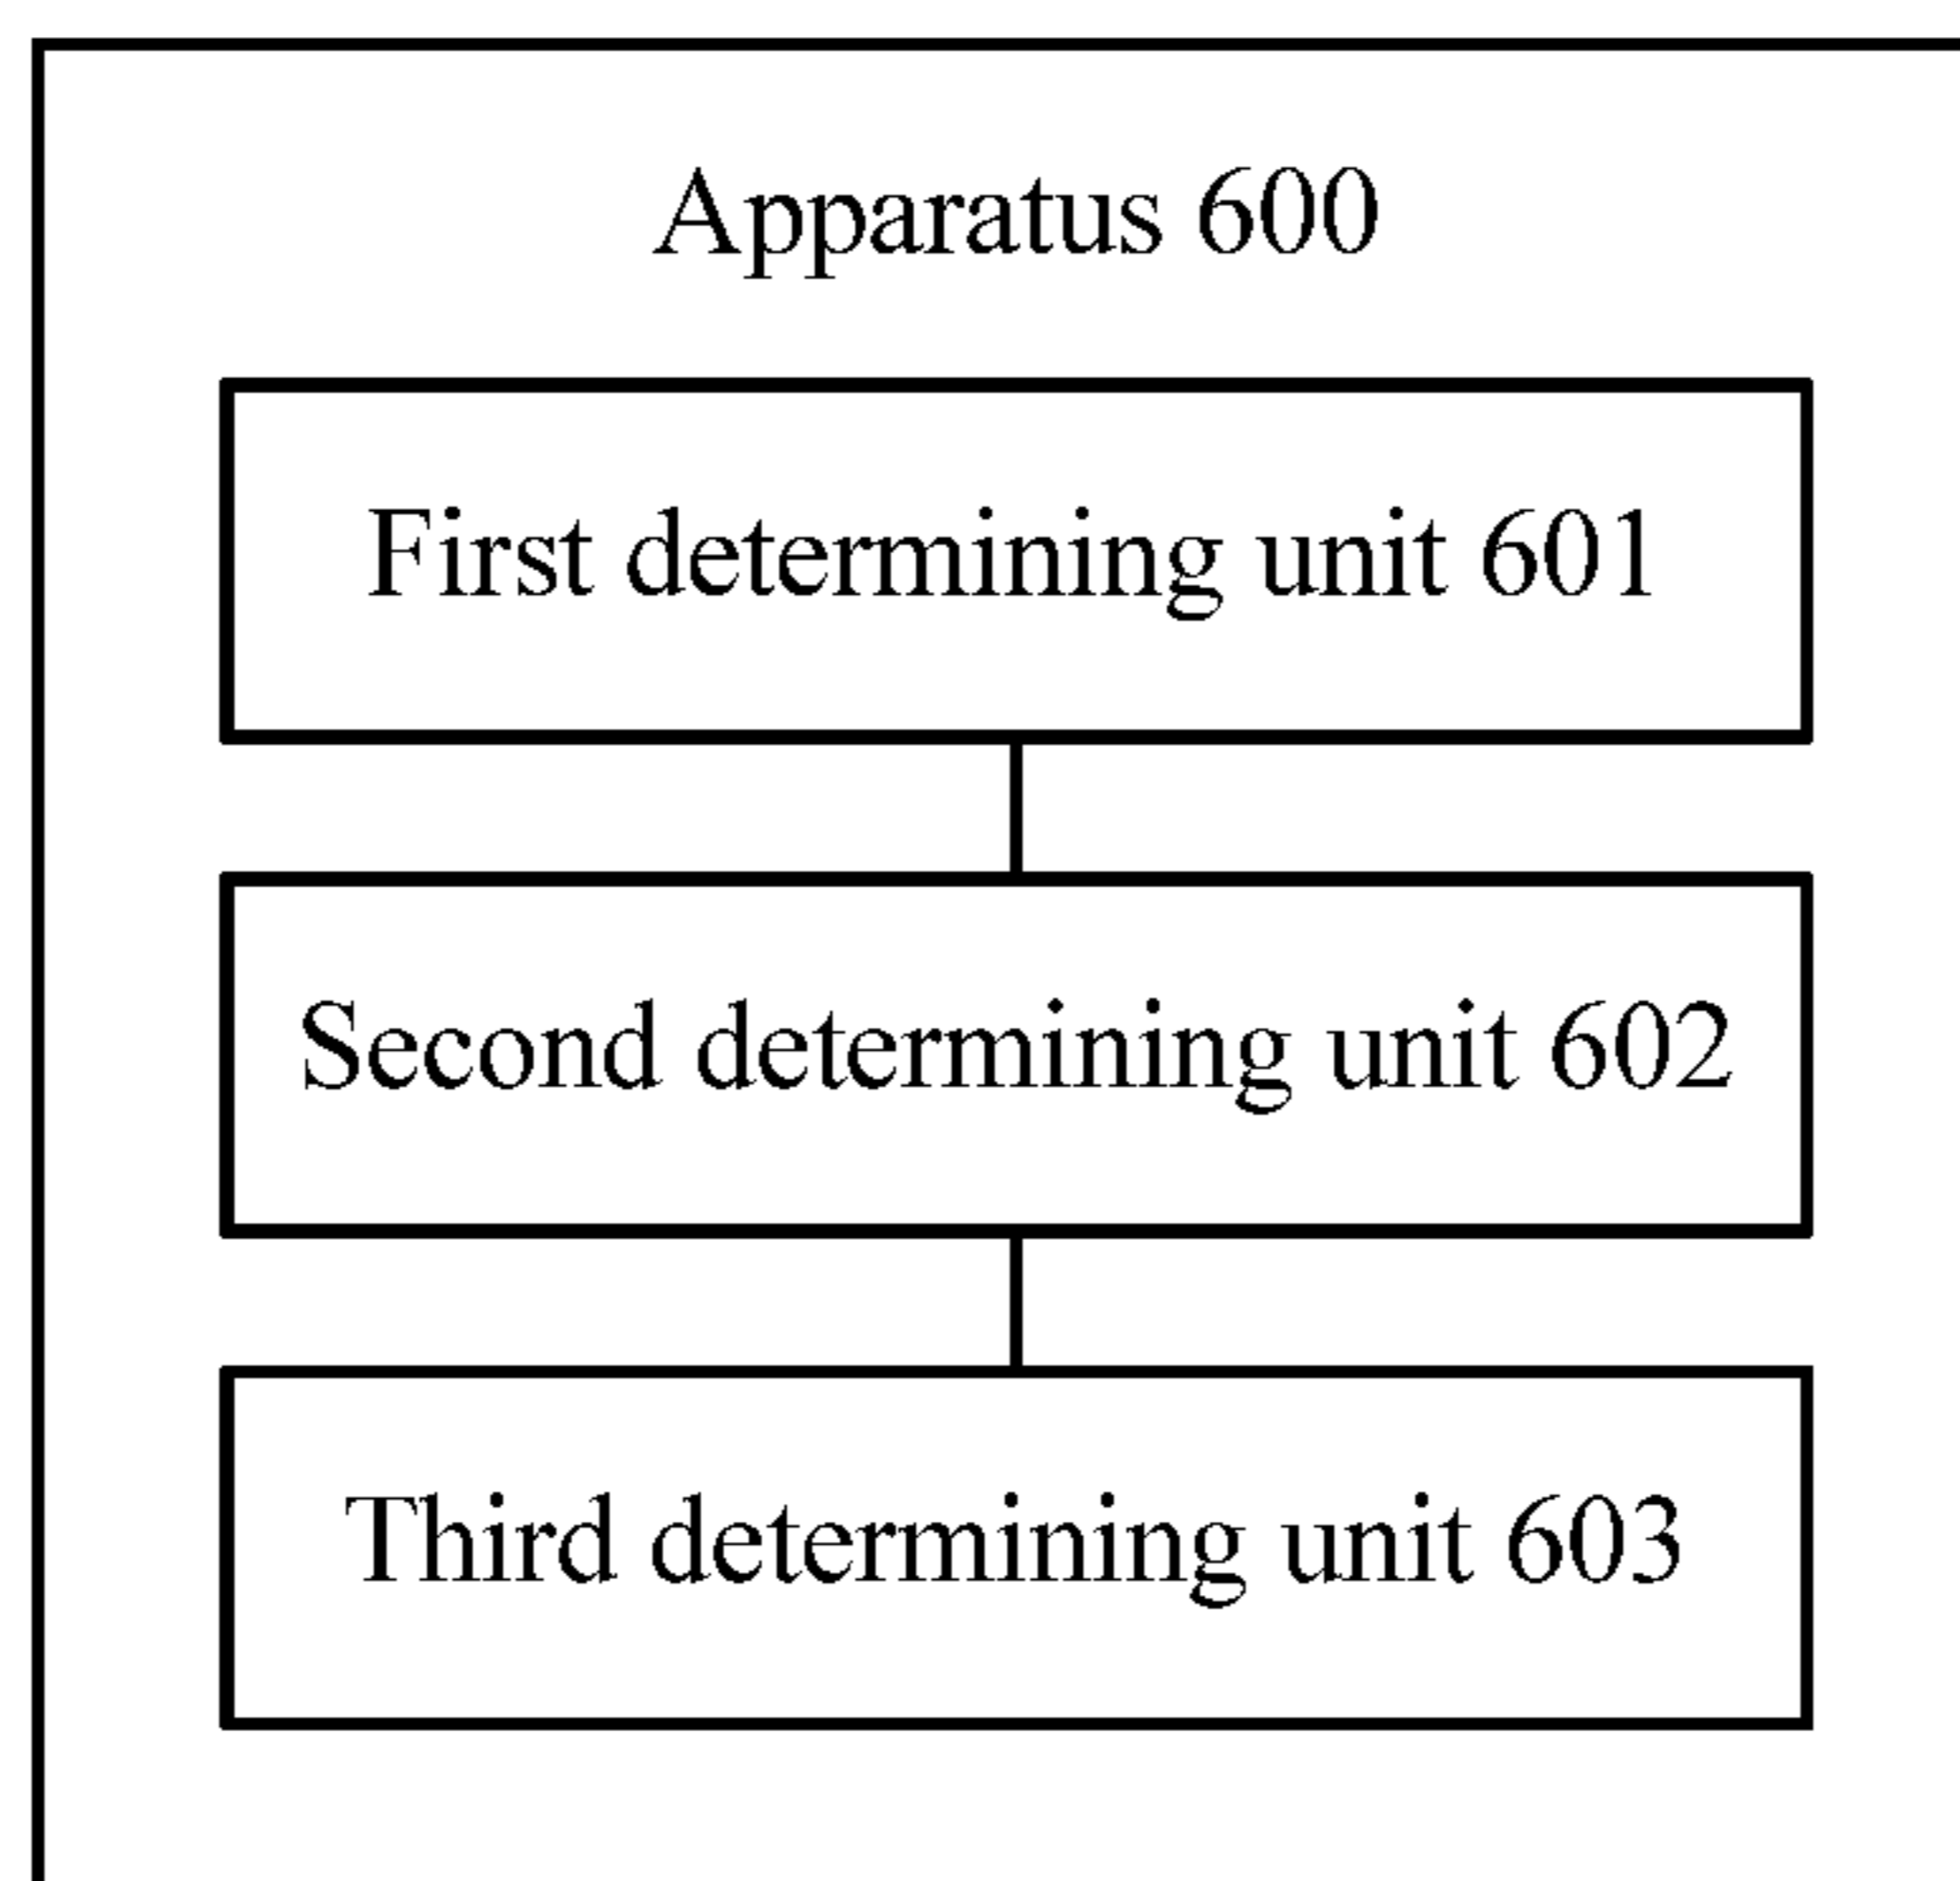 Apparatus 600
First determining unit 601
Second determining unit 602
Third determining unit 603